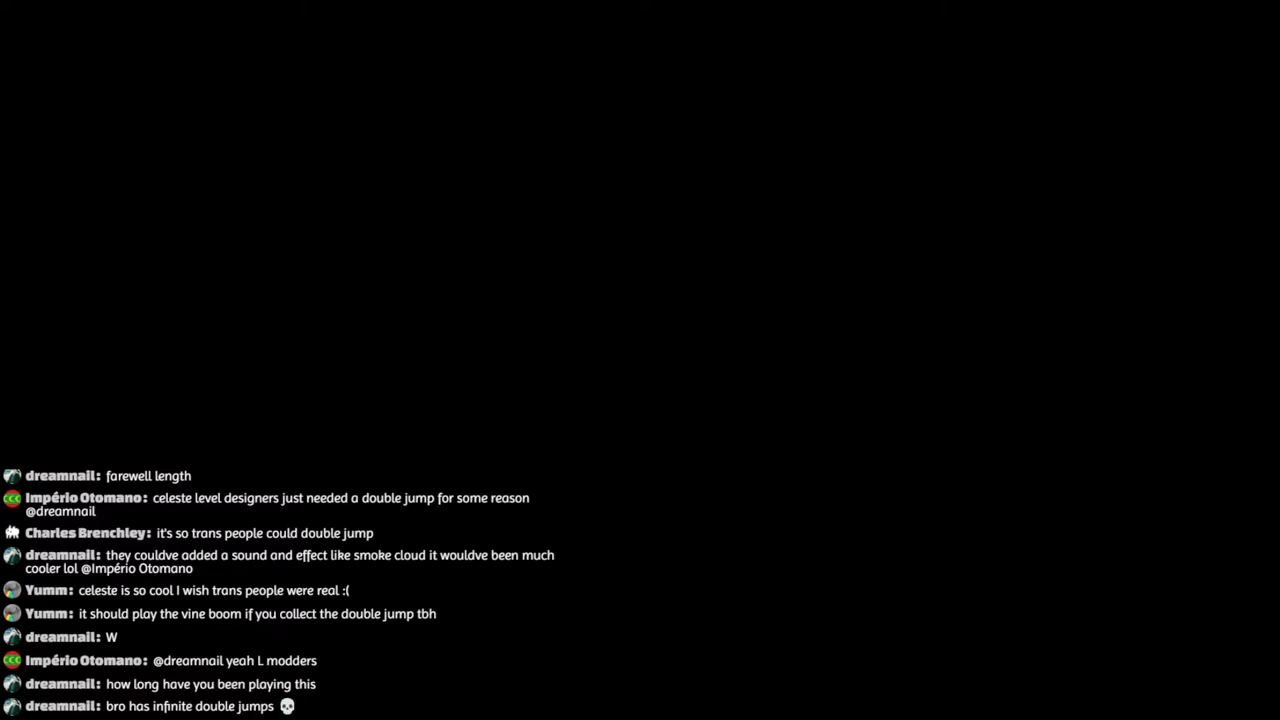 dreamnail: farewell length
Império Otomano: celeste level designers just needed a double jump for some reason
@dreamnail
Charles Brenchley: it's so trans people could double jump
dreamnail: they couldve added a sound and effect like smoke cloud it wouldve been much
cooler lol @Império Otomano
Yumm: celeste is so cool I wish trans people were real :(
Yumm: it should play the vine boom if you collect the double jump tbh
dreamnail: W
Império Otomano: @dreamnail yeah L modders
dreamnail: how long have you been playing this
dreamnail: bro has infinite double jumps 💀